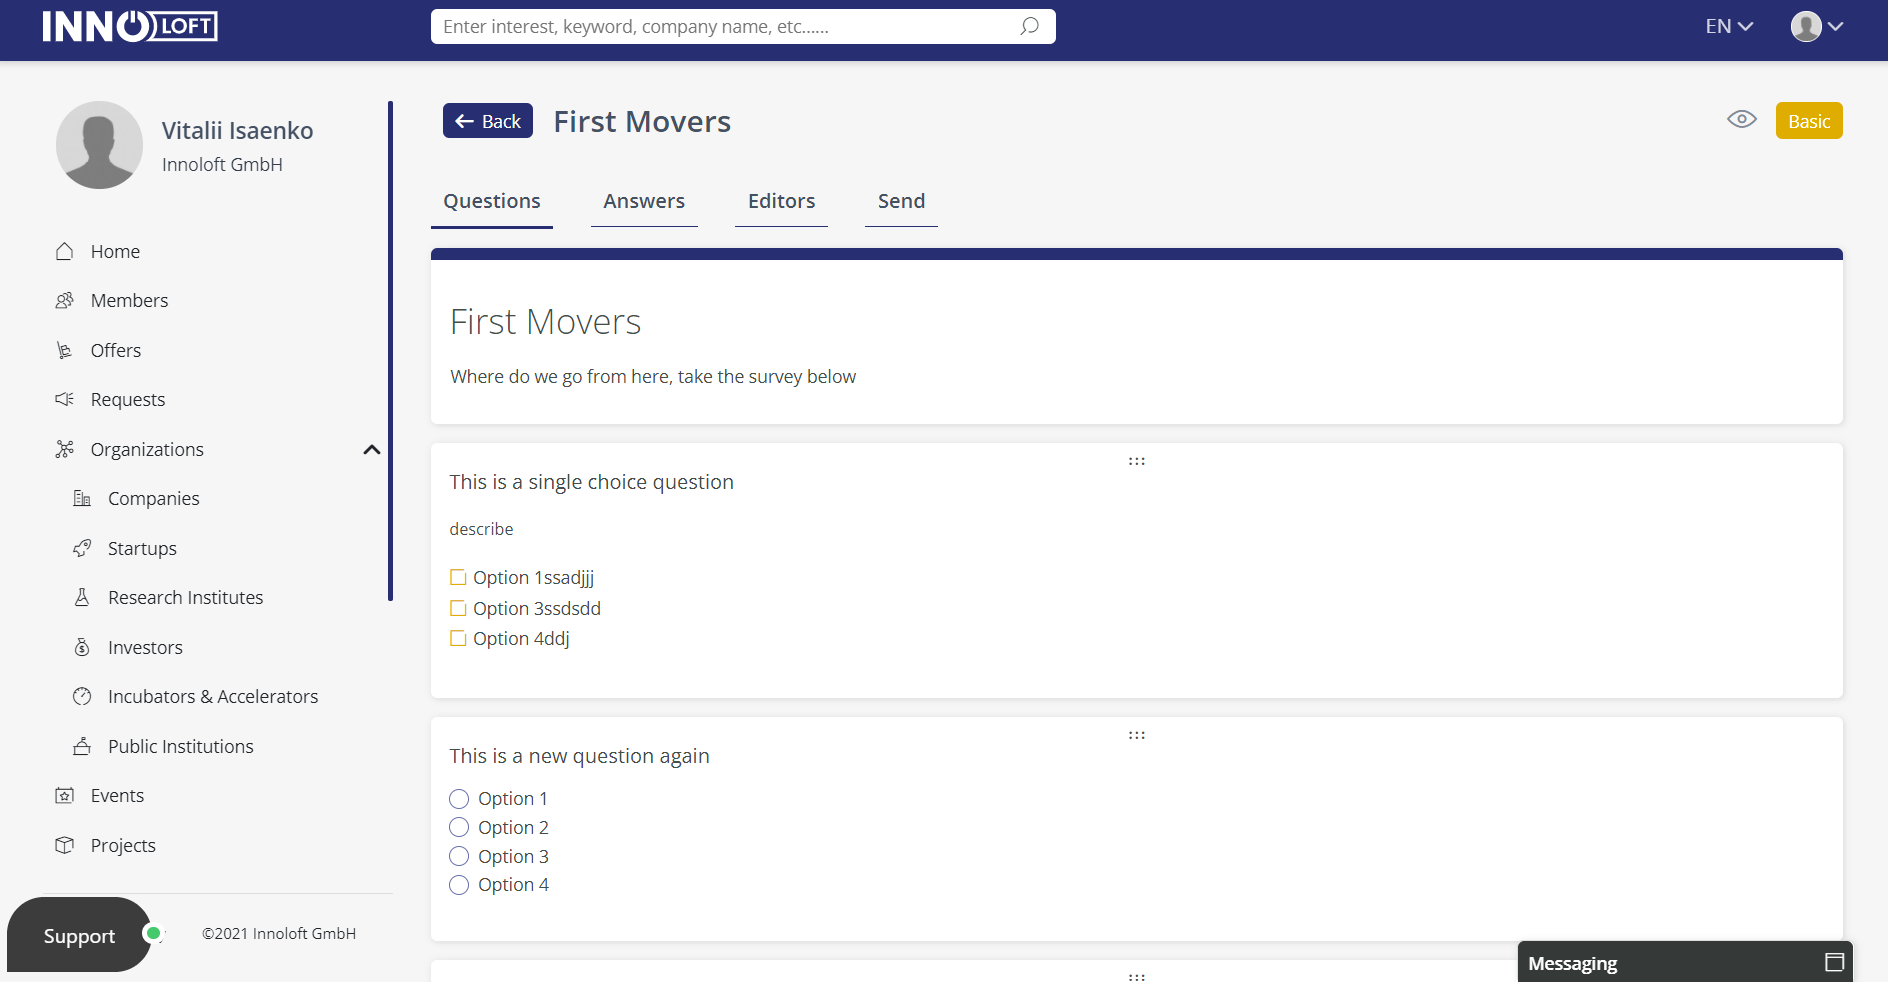 INNOLOFT
Enter interest, keyword, company name, etc......
EN
Vitalii Isaenko
Innoloft GmbH
Home
Members
Offers
Requests
Organizations
Companies
Startups
Research Institutes
Investors
Incubators & Accelerators
Public Institutions
Events
Projects
Support
©2021 Innoloft GmbH
Back
First Movers
Basic
Questions
Answers
Editors
Send
First Movers
Where do we go from here, take the survey below
This is a single choice question
describe
Option 1ssadjjj
Option 3ssdsdd
Option 4ddj
This is a new question again
Option 1
Option 2
Option 3
Option 4
Messaging